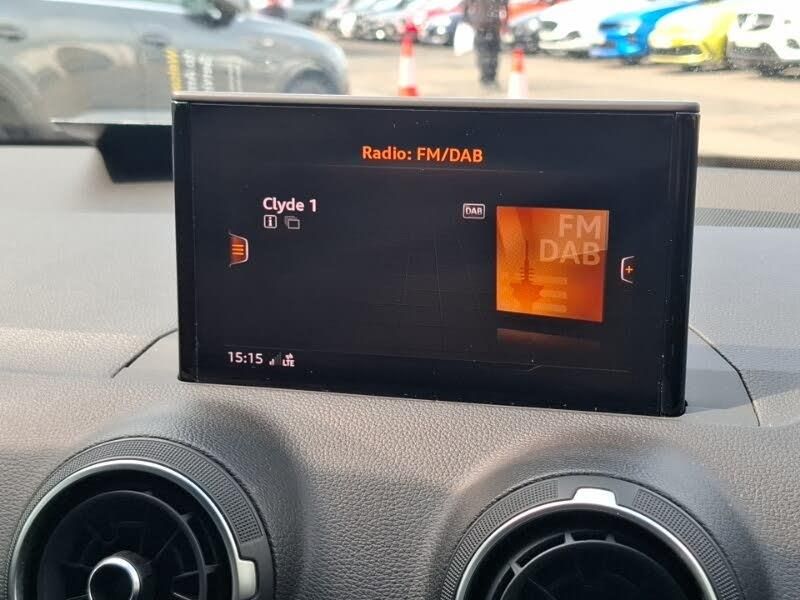 Radio: FM/DAB
Clyde 1
DAB
FM
DAB
15:15
LTE